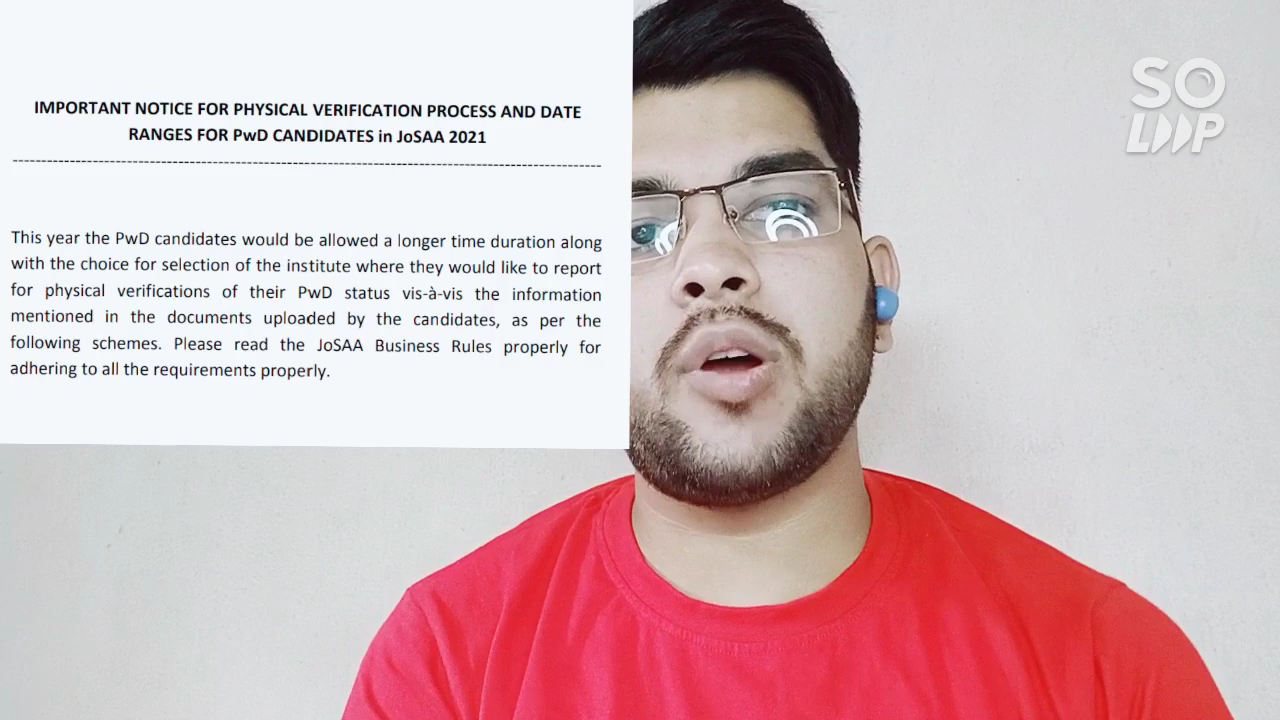 IMPORTANT NOTICE FOR PHYSICAL VERIFICATION PROCESS AND DATE
RANGES FOR PwD CANDIDATES in JoSAA 2021
--------------------------------------------------------------------------------
This year the PwD candidates would be allowed a longer time duration along
with the choice for selection of the institute where they would like to report
for physical verifications of their PwD status vis-à-vis the information
mentioned in the documents uploaded by the candidates, as per the
following schemes. Please read the JoSAA Business Rules properly for
adhering to all the requirements properly.
SO
LOOP